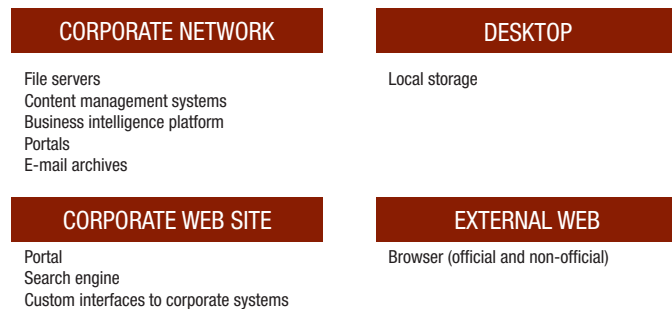 CORPORATE NETWORK
File servers
Content management systems
Business intelligence platform
Portals
E-mail archives
DESKTOP
Local storage
CORPORATE WEB SITE
Portal
Search engine
Custom interfaces to corporate systems
EXTERNAL WEB
Browser (official and non-official)